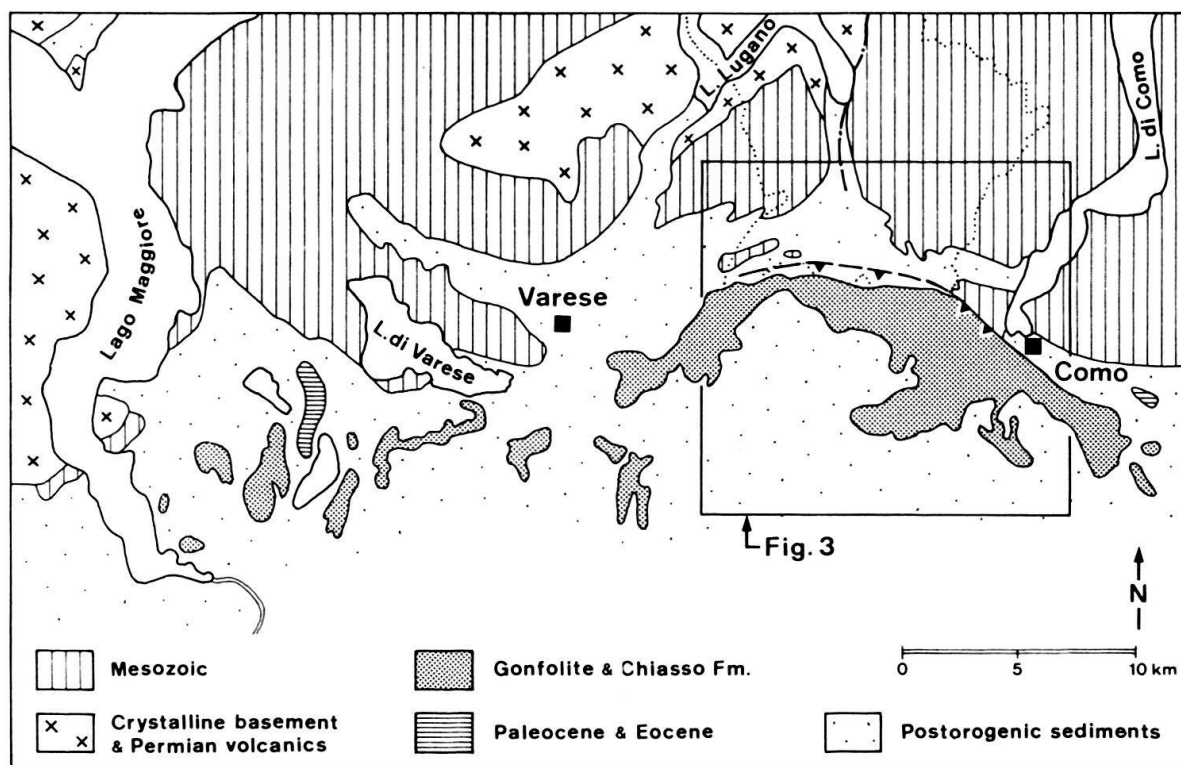 L. Lugano
L. di Como
Lago Maggiore
Varese
L. di Varese
Como
Fig. 3
N
Mesozoic
Gonfolite & Chiasso Fm.
0 5 10 km
Crystalline basement
& Permian volcanics
Paleocene & Eocene
Postorogenic sediments